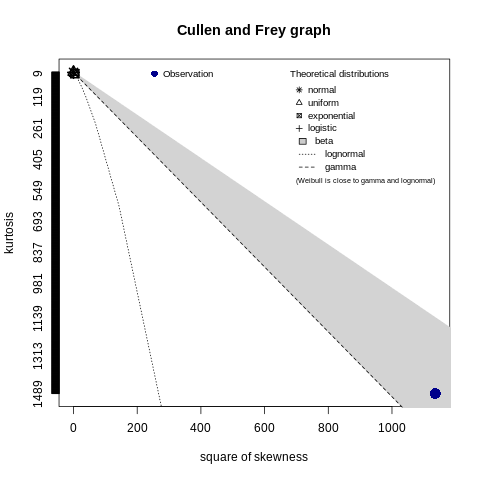 Cullen and Frey graph
Observation
Theoretical distributions
normal
uniform
exponential
logistic
beta
lognormal
gamma
(Weibull is close to gamma and lognormal)
kurtosis
9
119
261
405
549
693
837
981
1139
1313
1489
0
200
400
600
800
1000
square of skewness